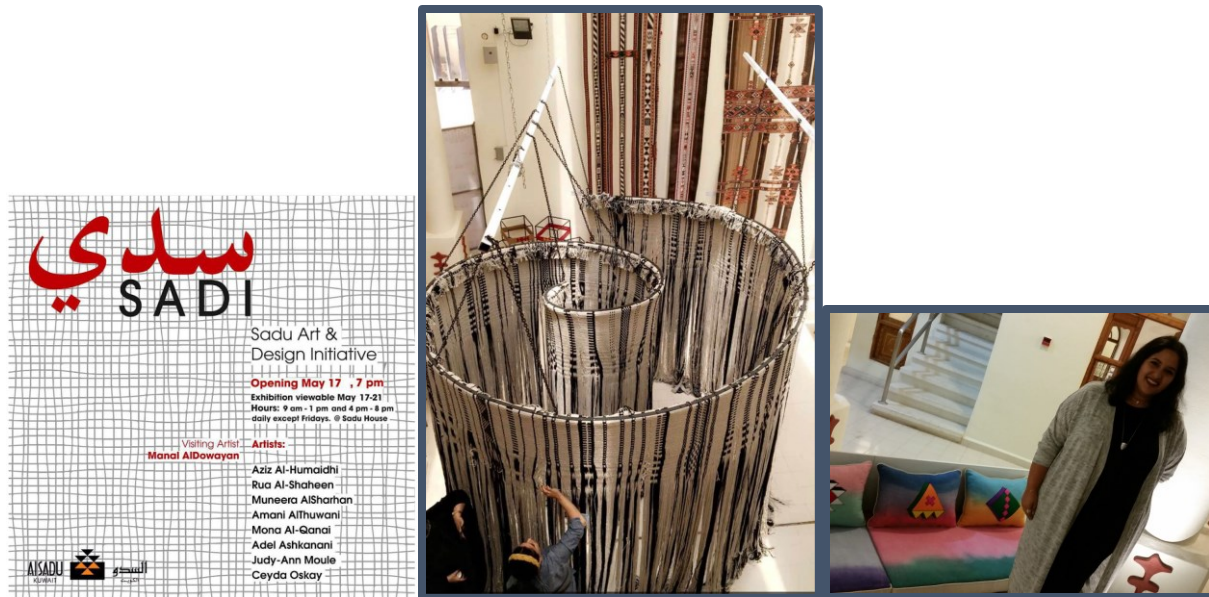 سدي
SADI
Sadu Art &
Design Initiative
Opening May 17 , 7 pm
Exhibition viewable May 17-21
Hours: 9 am - 1 pm and 4 pm - 8 pm
daily except Fridays. @ Sadu House
Visiting Artist
Manal AlDowayan
Artists:
Aziz Al-Humaidhi
Rua Al-Shaheen
Muneera AlSharhan
Amani AlThuwani
Mona Al-Qanai
Adel Ashkanani
Judy-Ann Moule
Ceyda Oskay
AlSADU
KUWAIT
السدو
الكويت